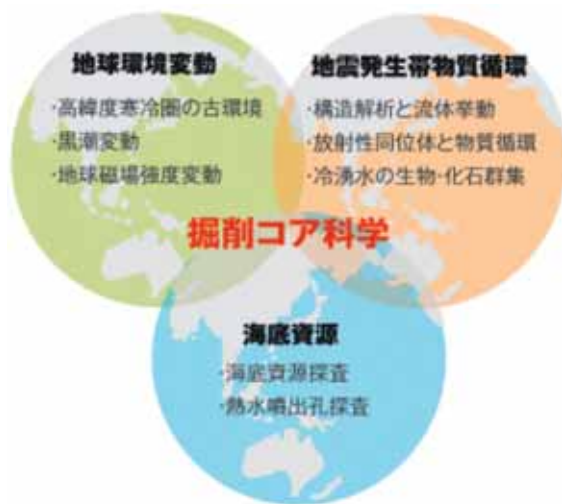 地球環境変動
・高緯度寒冷圏の古環境
・黒潮変動
・地球磁場強度変動
地震発生帯物質循環
・構造解析と流体挙動
・放射性同位体と物質循環
・冷湧水の生物・化石群集
掘削コア科学
海底資源
・海底資源探査
・熱水噴出孔探査